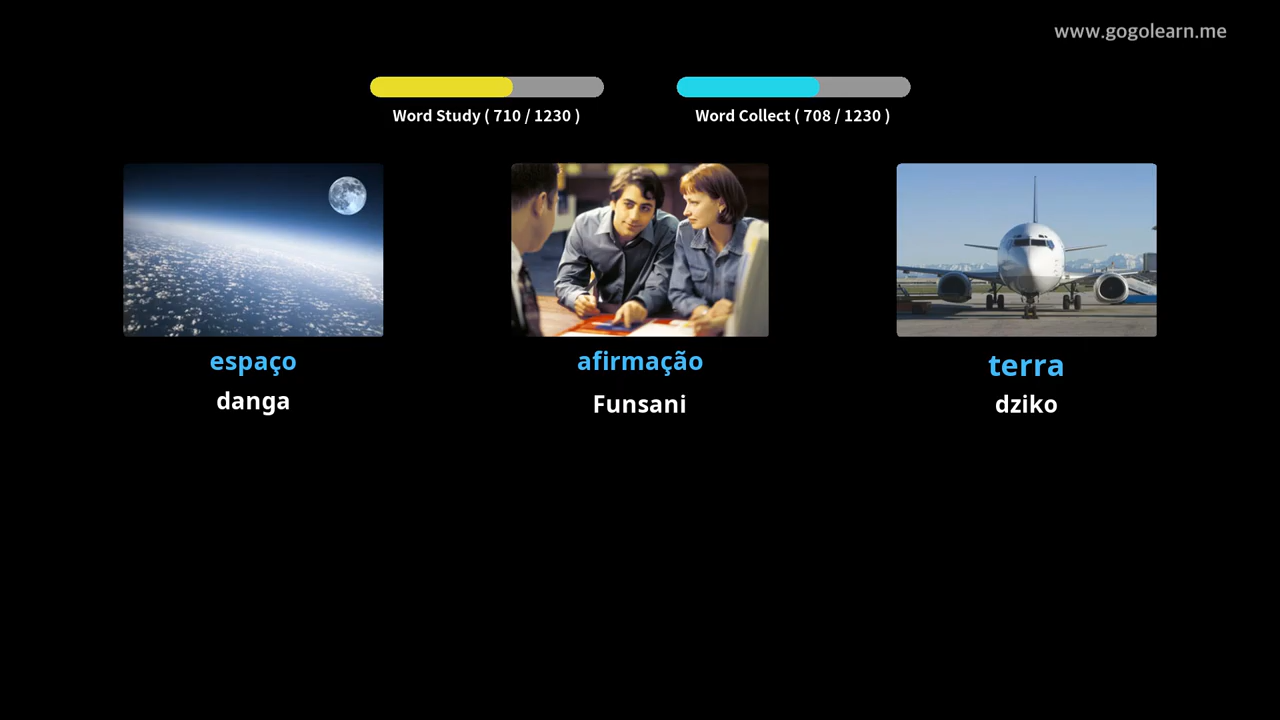 www.gogolearn.me
Word Study ( 710 / 1230 )
Word Collect ( 708 / 1230 )
espaço
danga
afirmação
Funsani
terra
dziko